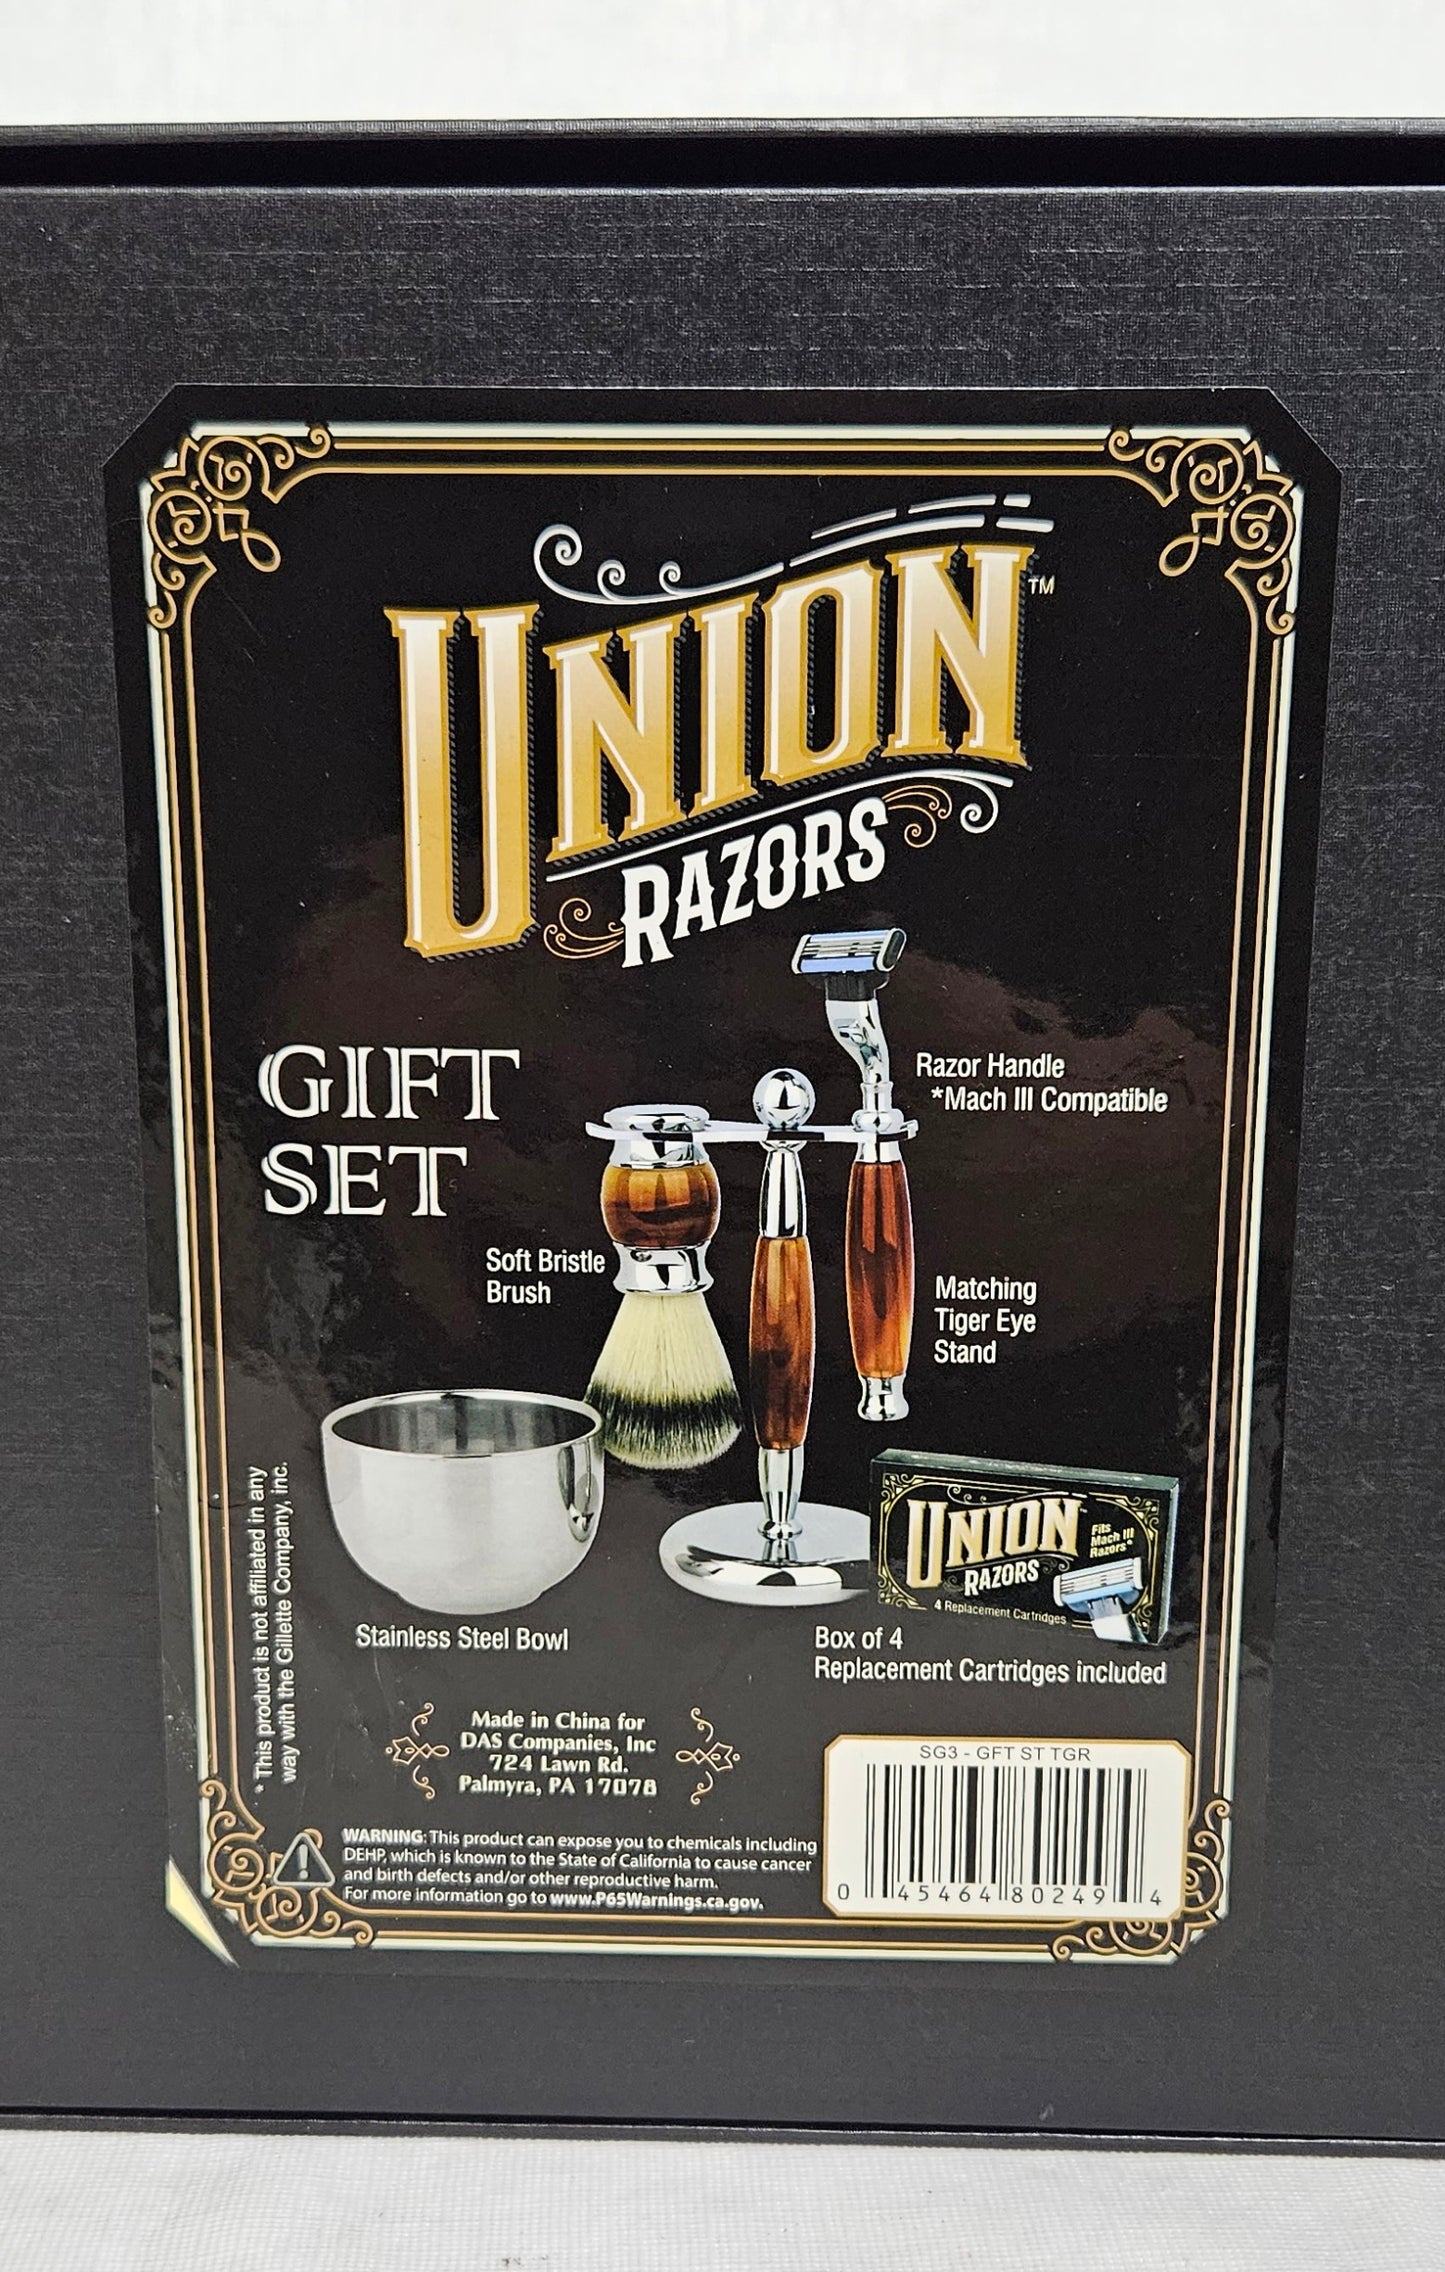 UNION™
RAZORS
GIFT
SET
Razor Handle
*Mach III Compatible
Soft Bristle
Brush
Matching
Tiger Eye
Stand
UNION
RAZORS
Fits
Mach III
Razors*
4 Replacement Cartridges
Stainless Steel Bowl
Box of 4
Replacement Cartridges included
* This product is not affiliated in any
way with the Gillette Company, inc.
Made in China for
DAS Companies, Inc
724 Lawn Rd.
Palmyra, PA 17078
SG3 - GFT ST TGR
0 45464 80249 4
WARNING: This product can expose you to chemicals including
DEHP, which is known to the State of California to cause cancer
and birth defects and/or other reproductive harm.
For more information go to www.P65Warnings.ca.gov.